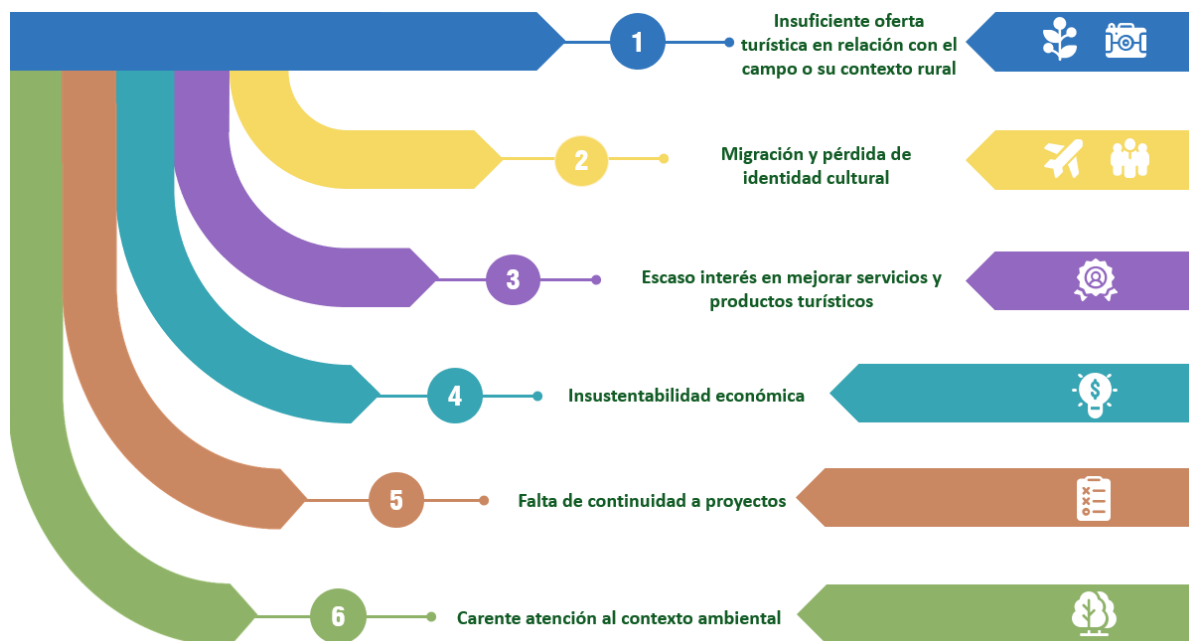 1
Insuficiente oferta
turística en relación con el
campo o su contexto rural
2
Migración y pérdida de
identidad cultural
3
Escaso interés en mejorar servicios y
productos turísticos
4
Insustentabilidad económica
$
5
Falta de continuidad a proyectos
6
Carente atención al contexto ambiental